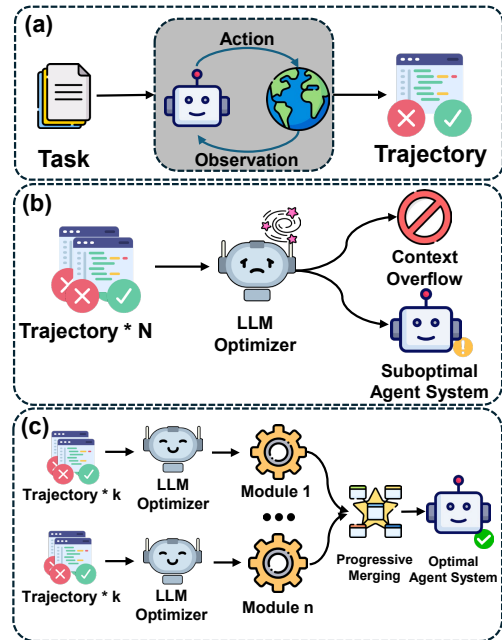 (a)
Action
Task
Observation
Trajectory
(b)
Trajectory * N
LLM
Optimizer
Context
Overflow
Suboptimal
Agent System
(c)
Trajectory * k
LLM
Optimizer
Module 1
Trajectory * k
LLM
Optimizer
Module n
Progressive
Merging
Optimal
Agent System